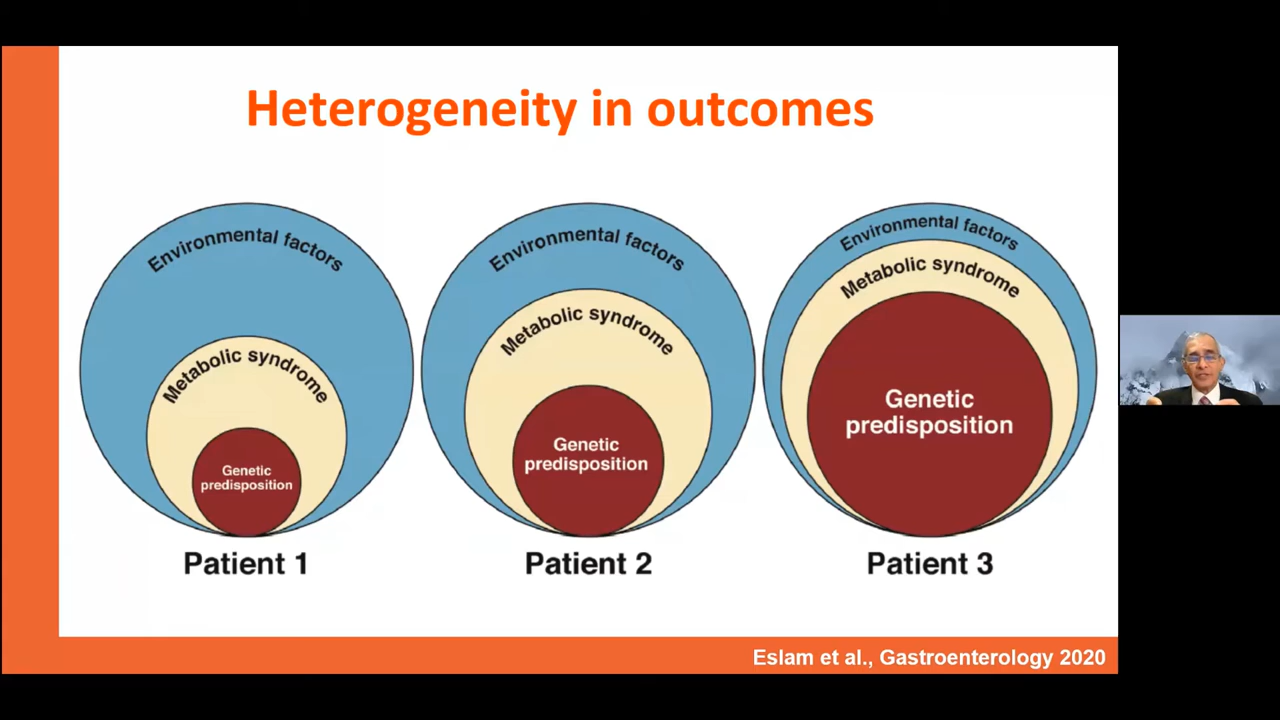 Heterogeneity in outcomes
Environmental factors
Metabolic syndrome
Genetic
predisposition
Patient 1
Environmental factors
Metabolic syndrome
Genetic
predisposition
Patient 2
Environmental factors
Metabolic syndrome
Genetic
predisposition
Patient 3
Eslam et al., Gastroenterology 2020